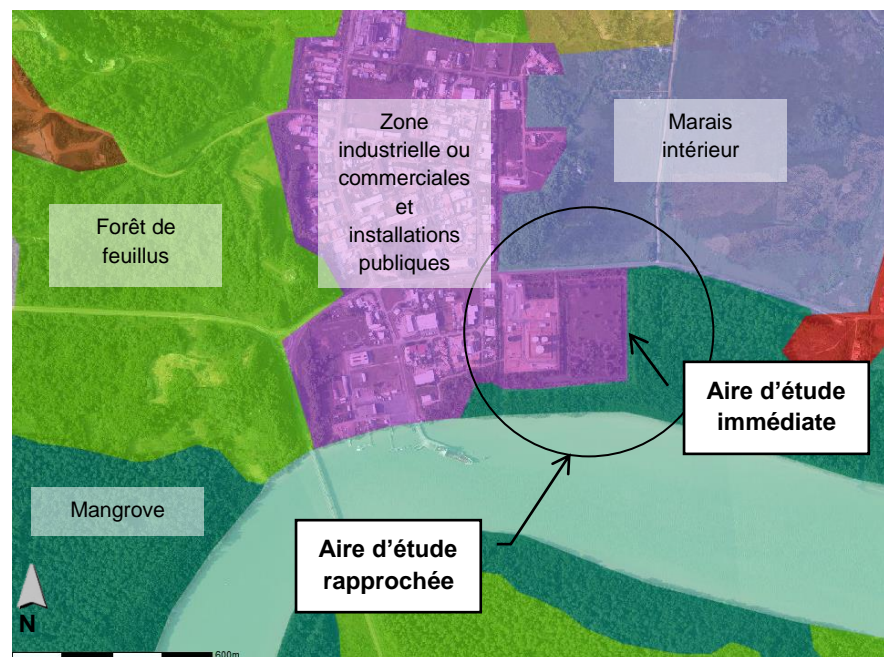 Zone
industrielle ou
commerciales
et
installations
publiques
Marais
intérieur
Forêt de
feuillus
Aire d’étude
immédiate
Mangrove
Aire d’étude
rapprochée
N
600m